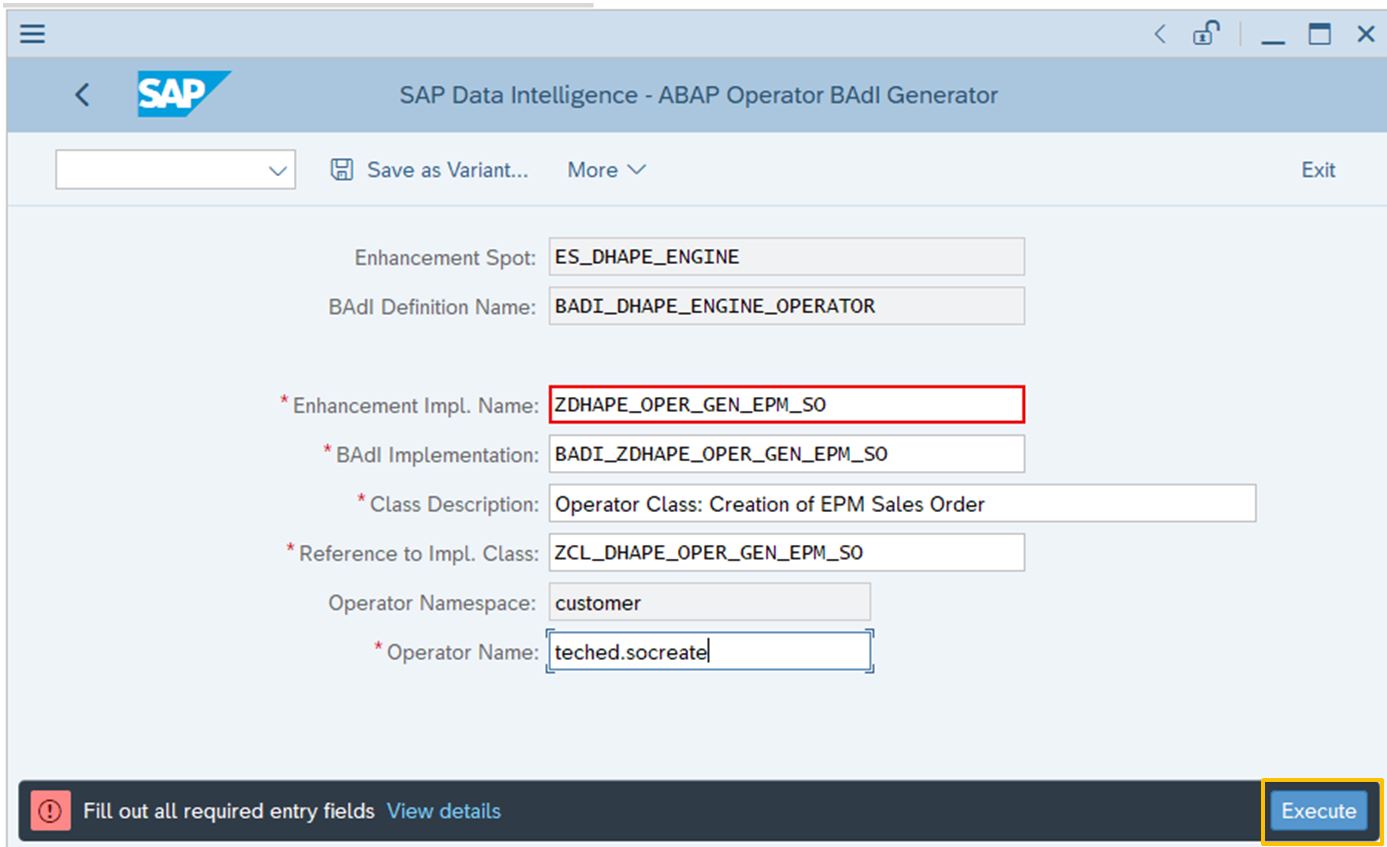 SAP
SAP Data Intelligence - ABAP Operator BAdI Generator
Save as Variant... More Exit
Enhancement Spot: ES_DHAPE_ENGINE
BAdI Definition Name: BADI_DHAPE_ENGINE_OPERATOR
* Enhancement Impl. Name: ZDHAPE_OPER_GEN_EPM_SO
* BAdI Implementation: BADI_ZDHAPE_OPER_GEN_EPM_SO
* Class Description: Operator Class: Creation of EPM Sales Order
* Reference to Impl. Class: ZCL_DHAPE_OPER_GEN_EPM_SO
Operator Namespace: customer
* Operator Name: teched.socreate
Fill out all required entry fields View details Execute